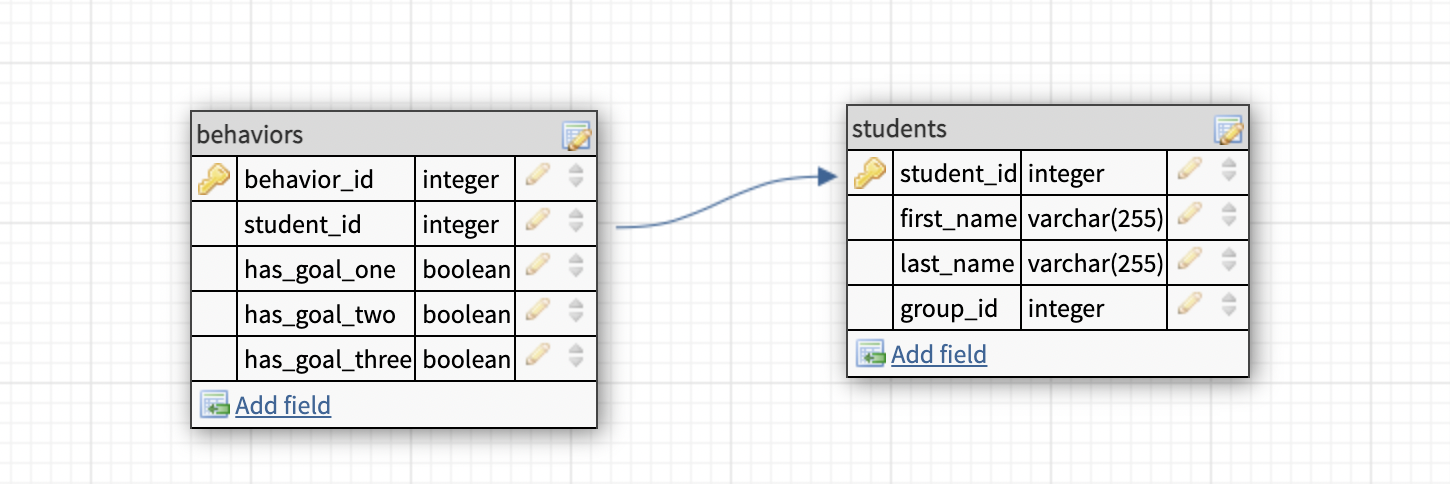 behaviors
behavior_id integer
student_id integer
has_goal_one boolean
has_goal_two boolean
has_goal_three boolean
Add field
students
student_id integer
first_name varchar(255)
last_name varchar(255)
group_id integer
Add field